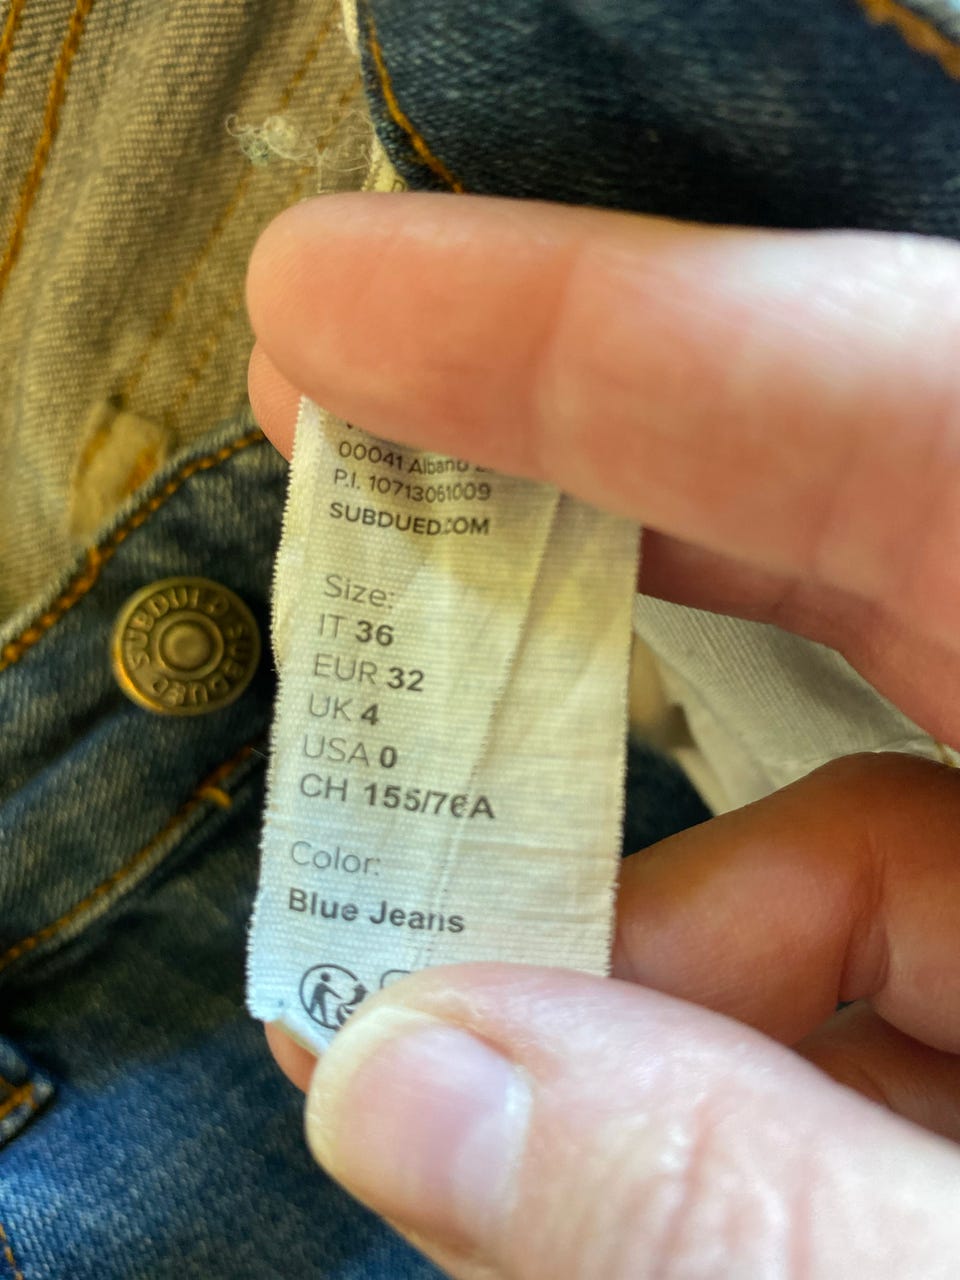 00041 Albano
P.I. 10713061009
SUBDUED.COM
Size:
IT 36
EUR 32
UK 4
USA 0
CH 155/76A
Color:
Blue Jeans
SUBDUED SUBDUED